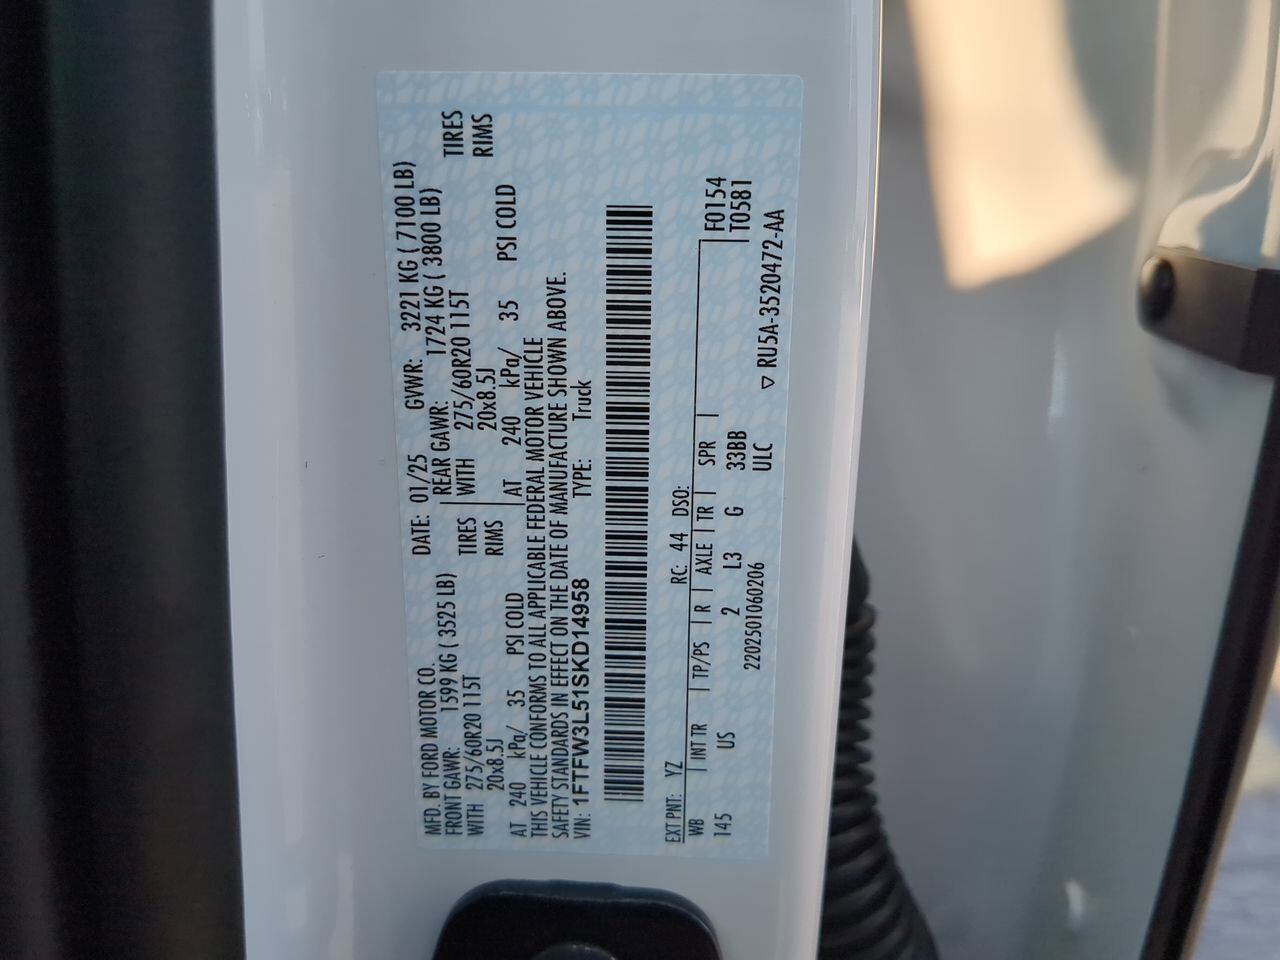 MFD. BY FORD MOTOR CO. DATE: 01/25 GVWR: 3221 KG ( 7100 LB)
FRONT GAWR: 1599 KG ( 3525 LB) REAR GAWR: 1724 KG ( 3800 LB)
WITH 275/60R20 115T TIRES WITH 275/60R20 115T TIRES
20x8.5J RIMS 20x8.5J RIMS
AT 240 kPa/ 35 PSI COLD AT 240 kPa/ 35 PSI COLD
THIS VEHICLE CONFORMS TO ALL APPLICABLE FEDERAL MOTOR VEHICLE
SAFETY STANDARDS IN EFFECT ON THE DATE OF MANUFACTURE SHOWN ABOVE.
VIN: 1FTFW3L51SKD14958 TYPE: Truck
EXT PNT: YZ RC: 44 DSO:
WB | INT TR | TP/PS | R | AXLE | TR | SPR | F0154
145 US 2 L3 G 33BB T0581
2202501060206 ULC
▽ RU5A-3520472-AA